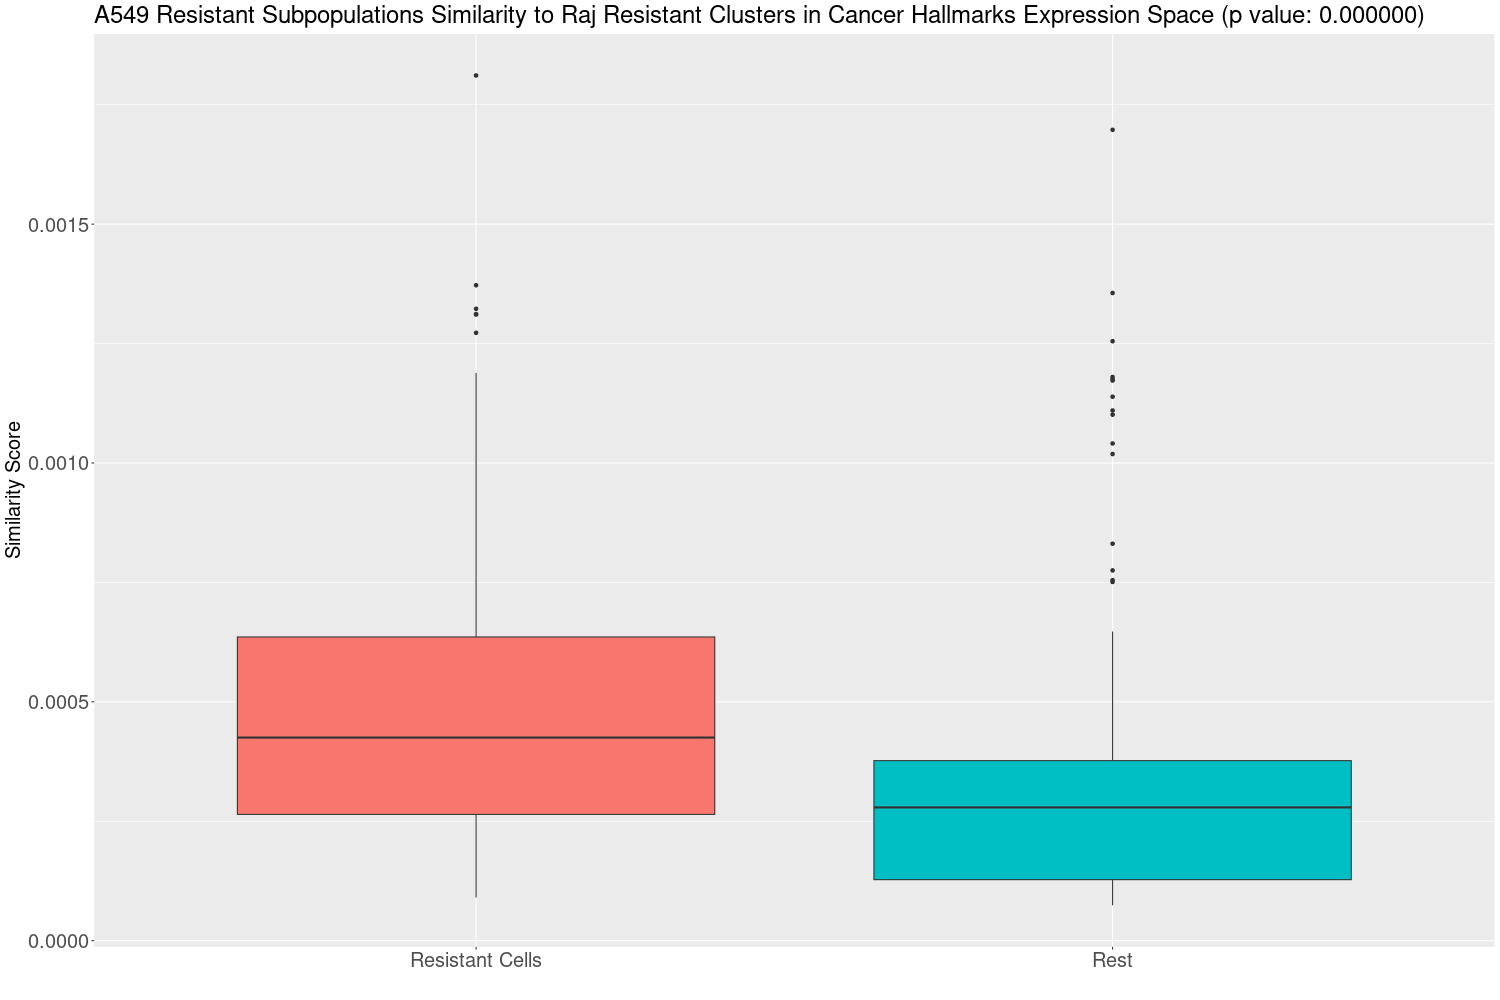 A549 Resistant Subpopulations Similarity to Raj Resistant Clusters in Cancer Hallmarks Expression Space (p value: 0.000000)
Similarity Score
0.0015
0.0010
0.0005
0.0000
Resistant Cells
Rest